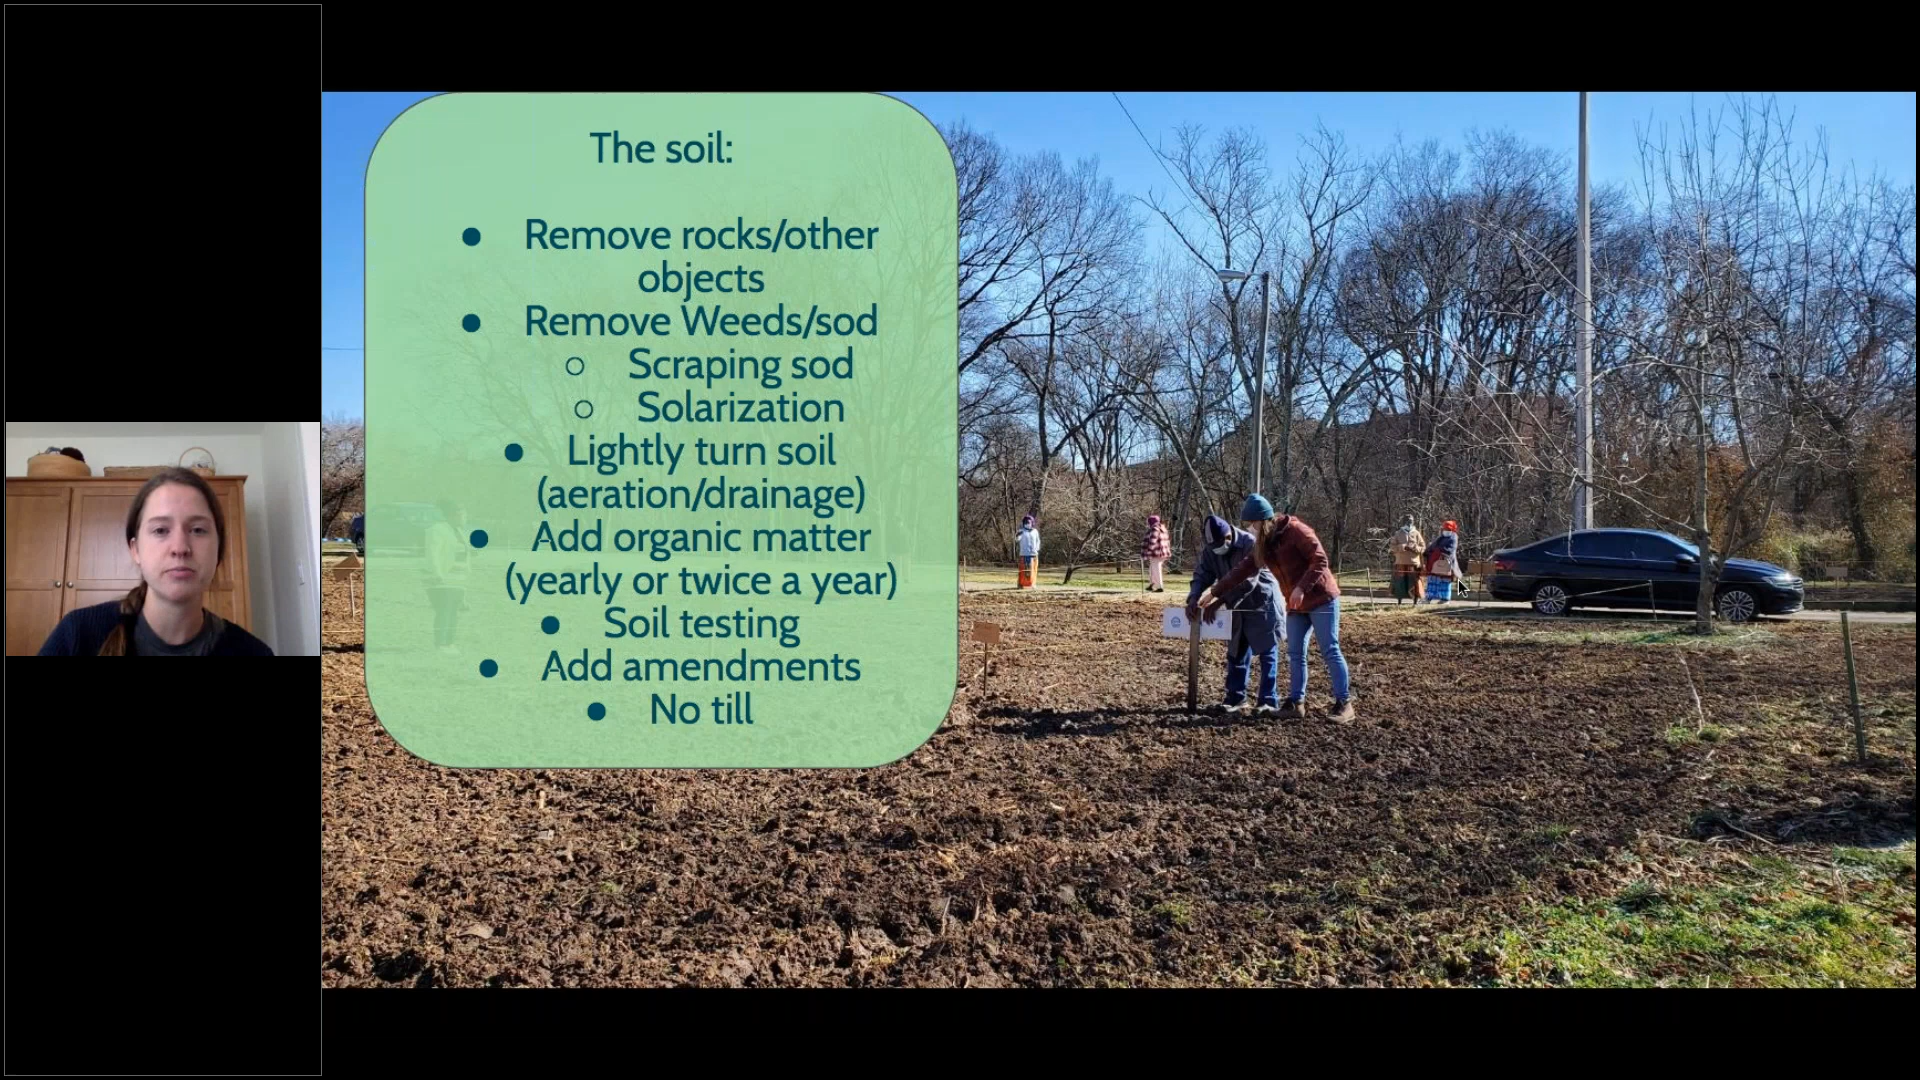 The soil:
● Remove rocks/other
objects
● Remove Weeds/sod
○ Scraping sod
○ Solarization
● Lightly turn soil
(aeration/drainage)
● Add organic matter
(yearly or twice a year)
● Soil testing
● Add amendments
● No till